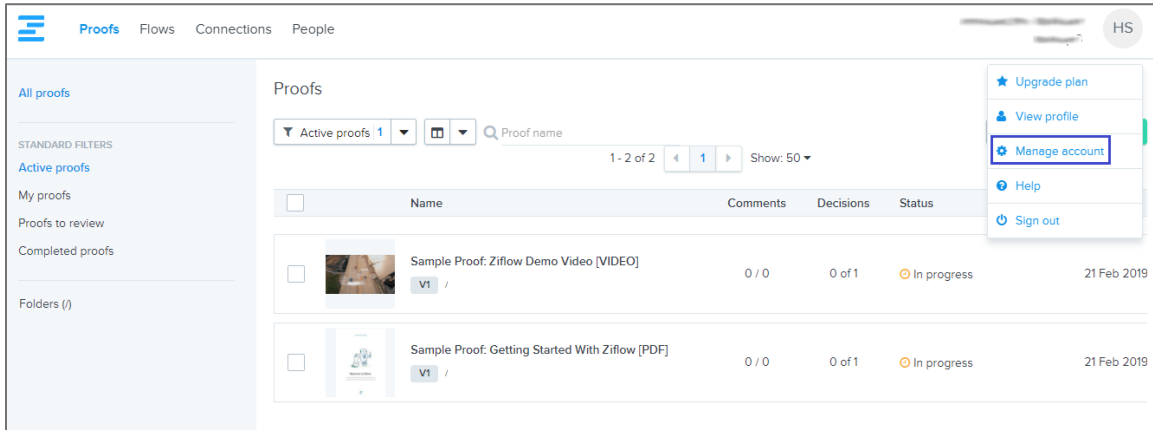 Proofs Flows Connections People
HS
Upgrade plan
View profile
Manage account
Help
Sign out
All proofs
STANDARD FILTERS
Active proofs
My proofs
Proofs to review
Completed proofs
Folders (/)
Proofs
Active proofs 1
Proof name
1 - 2 of 2 1 Show: 50
Name Comments Decisions Status
Sample Proof: Ziflow Demo Video [VIDEO]
V1 /
0 / 0 0 of 1 In progress 21 Feb 2019
Sample Proof: Getting Started With Ziflow [PDF]
V1 /
0 / 0 0 of 1 In progress 21 Feb 2019